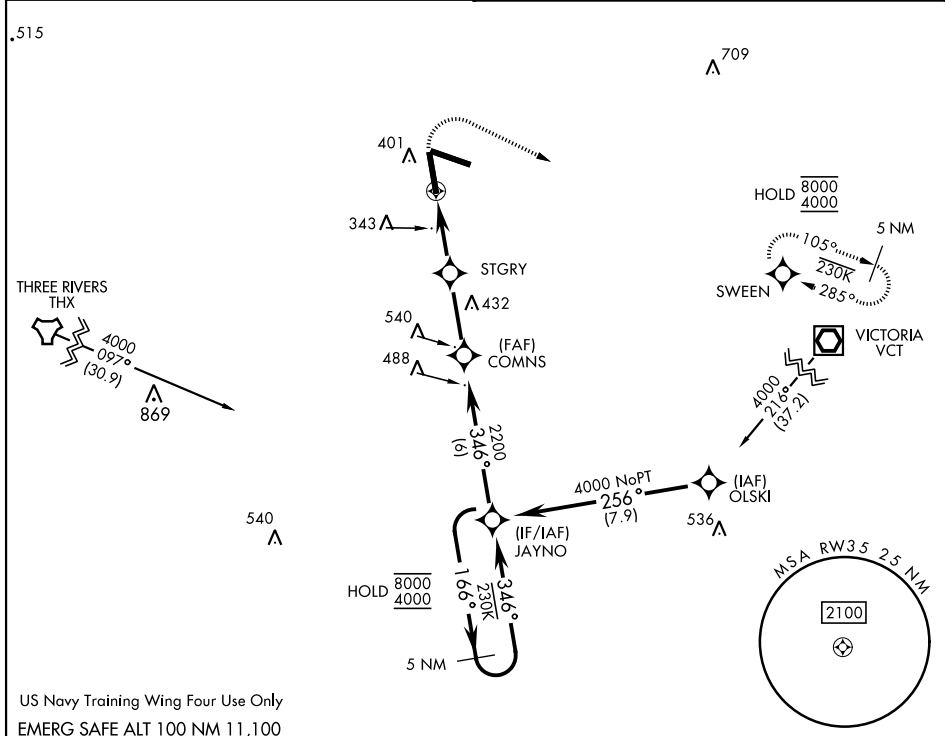 .515
709
401
HOLD 8000
4000
5 NM
105°
230K
285°
SWEEN
343
STGRY
THREE RIVERS
THX
4000
097°
(30.9)
869
432
540
(FAF)
COMNS
488
VICTORIA
VCT
4000
216°
(37.2)
2200
346°
(6)
4000 NoPT
256°
(7.9)
(IAF)
OLSKI
536
(IF/IAF)
JAYNO
540
HOLD 8000
4000
166°
230K
346°
5 NM
MSA RW35 25 NM
2100
US Navy Training Wing Four Use Only
EMERG SAFE ALT 100 NM 11,100